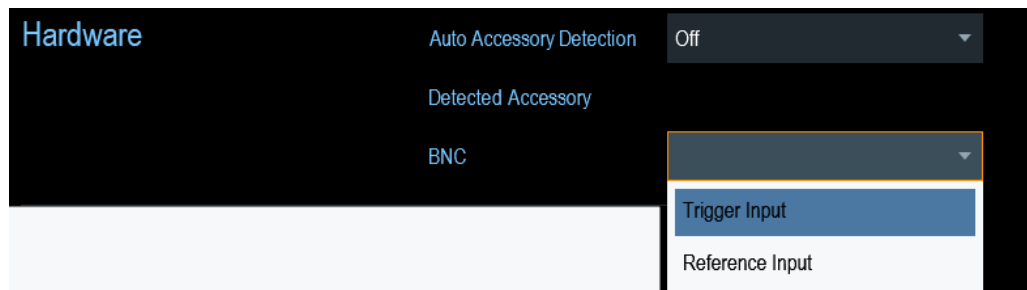 Hardware
Auto Accessory Detection Off
Detected Accessory
BNC
Trigger Input
Reference Input